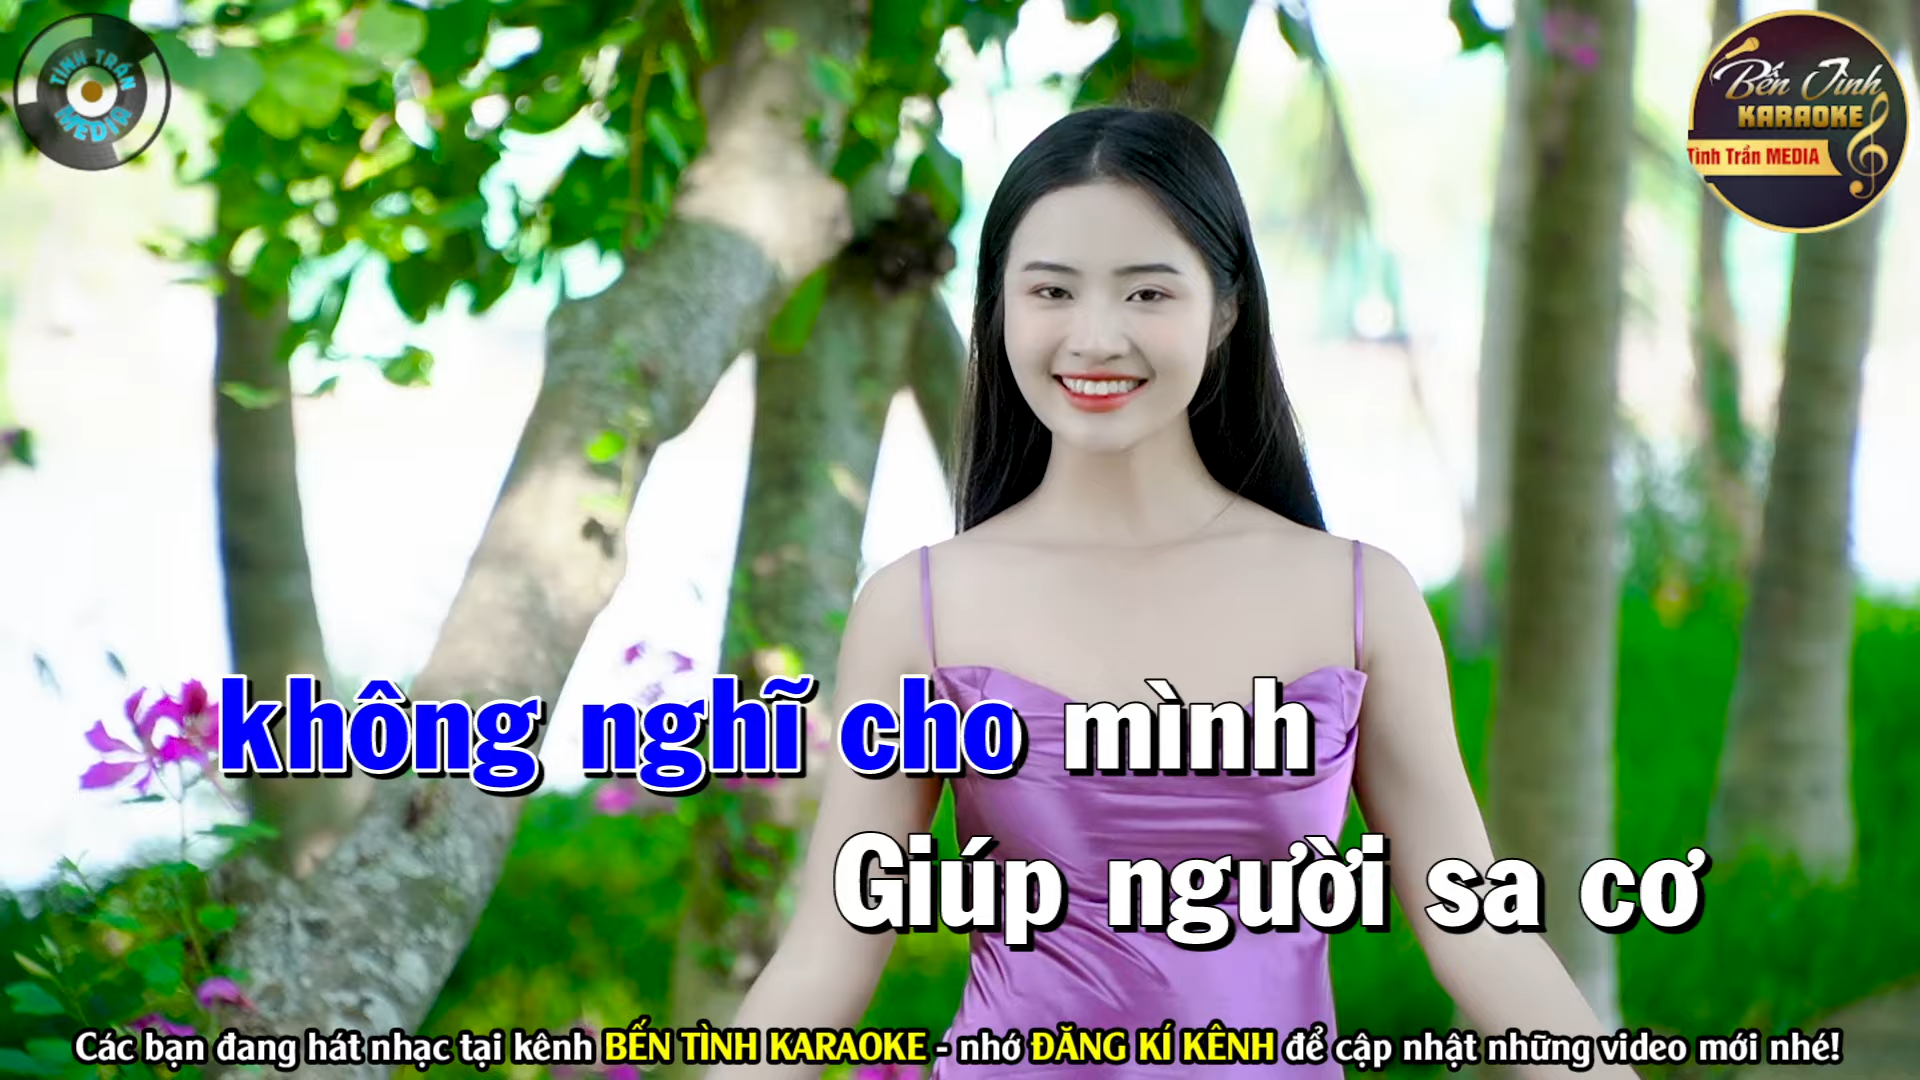 TÌNH TRẦN
MEDIA
Bến Tình
KARAOKE
Tình Trần MEDIA
không nghĩ cho mình
Giúp người sa cơ
Các bạn đang hát nhạc tại kênh BẾN TÌNH KARAOKE - nhớ ĐĂNG KÍ KÊNH để cập nhật những video mới nhé!